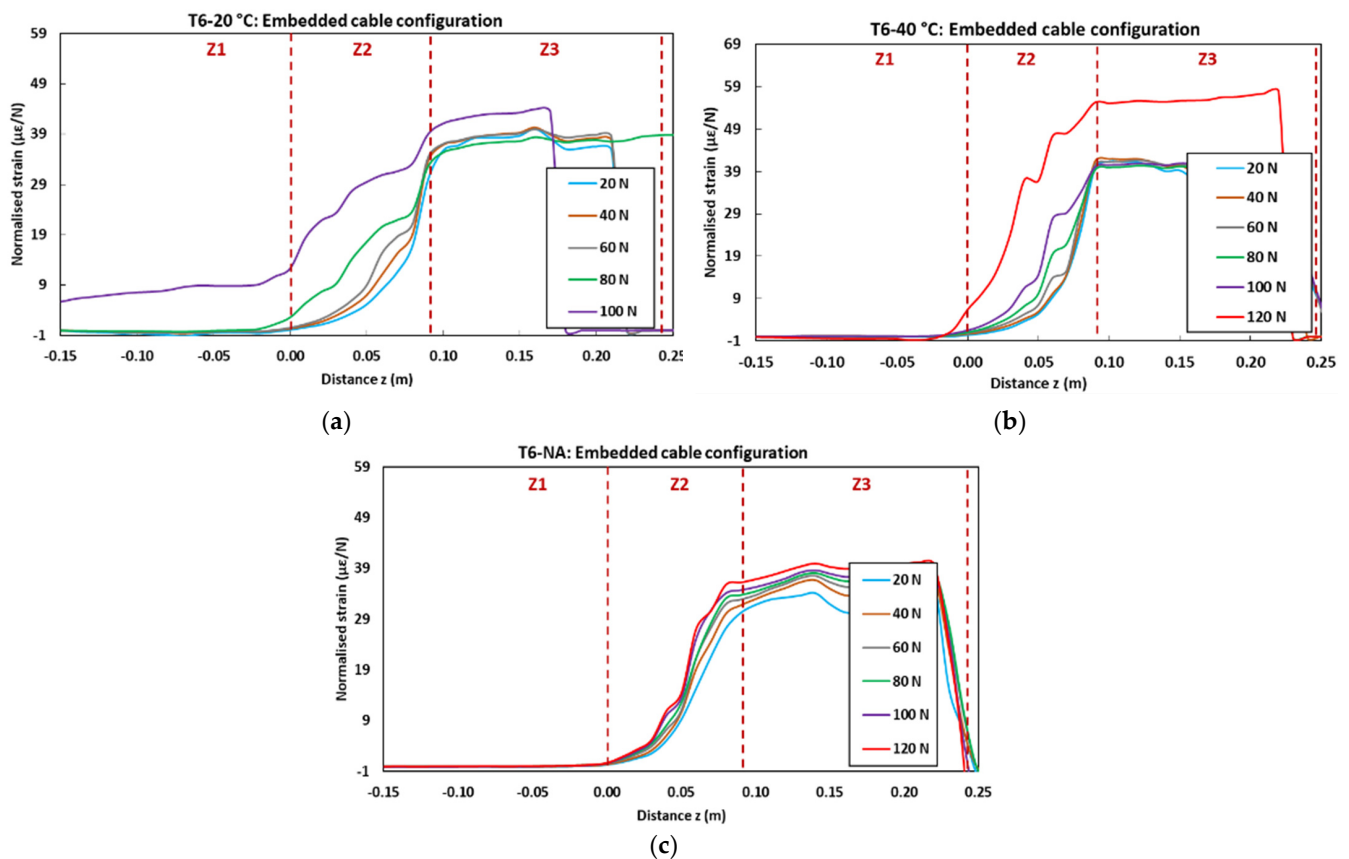 T6-20 °C: Embedded cable configuration
59
49
39
29
19
9
-1
Normalised strain (με/N)
Z1 Z2 Z3
20 N
40 N
60 N
80 N
100 N
-0.15 -0.10 -0.05 0.00 0.05 0.10 0.15 0.20 0.25
Distance z (m)
(a)
T6-40 °C: Embedded cable configuration
69
59
49
39
29
19
9
-1
Normalised strain (με/N)
Z1 Z2 Z3
20 N
40 N
60 N
80 N
100 N
120 N
-0.15 -0.10 -0.05 0.00 0.05 0.10 0.15 0.20 0.25
Distance z (m)
(b)
T6-NA: Embedded cable configuration
59
49
39
29
19
9
-1
Normalised strain (με/N)
Z1 Z2 Z3
20 N
40 N
60 N
80 N
100 N
120 N
-0.15 -0.10 -0.05 0.00 0.05 0.10 0.15 0.20 0.25
Distance z (m)
(c)